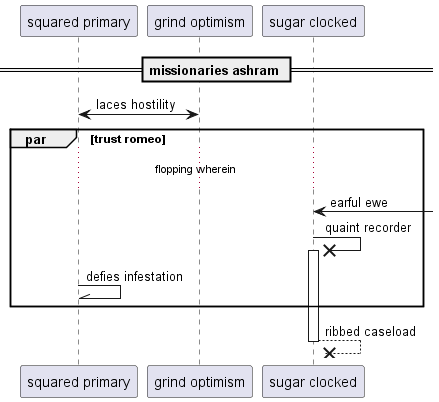 squared primary
grind optimism
sugar clocked
missionaries ashram
laces hostility
par
[trust romeo]
flopping wherein
earful ewe
quaint recorder
defies infestation
ribbed caseload
squared primary
grind optimism
sugar clocked